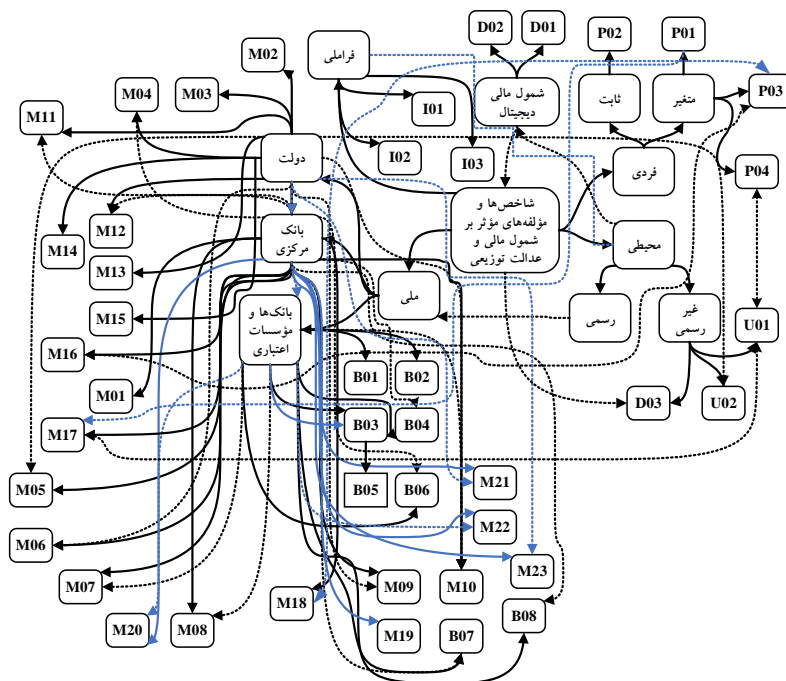 D02
D01
فراملی
P02
P01
M02
M04
M03
شمول مالی
دیجیتال
ثابت
متغیر
P03
M11
I01
I02
I03
دولت
فردی
P04
شاخص‌ها و
مؤلفه‌های مؤثر بر
شمول مالی و
عدالت توزیعی
M12
بانک
مرکزی
محیطی
M14
M13
ملی
M15
بانک‌ها و
مؤسسات
اعتباری
رسمی
غیر
رسمی
U01
M16
B01
B02
M01
D03
U02
M17
B03
B04
M05
B05
B06
M21
M22
M06
M23
M07
M09
M10
M18
M20
M08
M19
B07
B08